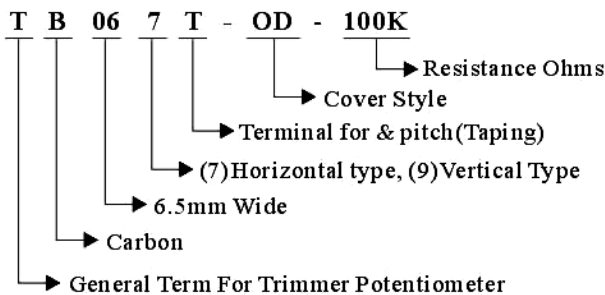 T B 06 7 T - OD - 100K
Resistance Ohms
Cover Style
Terminal for & pitch(Taping)
(7)Horizontal type, (9)Vertical Type
6.5mm Wide
Carbon
General Term For Trimmer Potentiometer